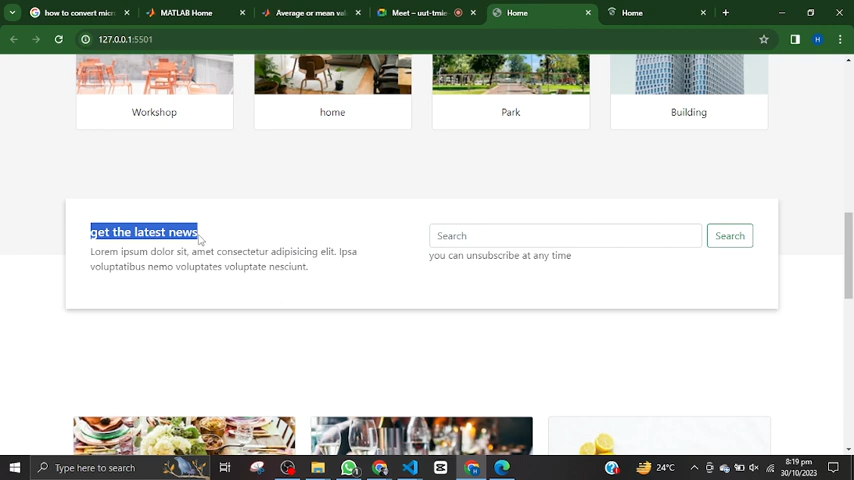 how to convert micr
MATLAB Home
Average or mean val
Meet – uut-tmie
Home
Home
127.0.0.1:5501
H
Workshop
home
Park
Building
get the latest news
Lorem ipsum dolor sit, amet consectetur adipisicing elit. Ipsa
voluptatibus nemo voluptates voluptate nesciunt.
Search
Search
you can unsubscribe at any time
Type here to search
24°C
8:19 pm
30/10/2023